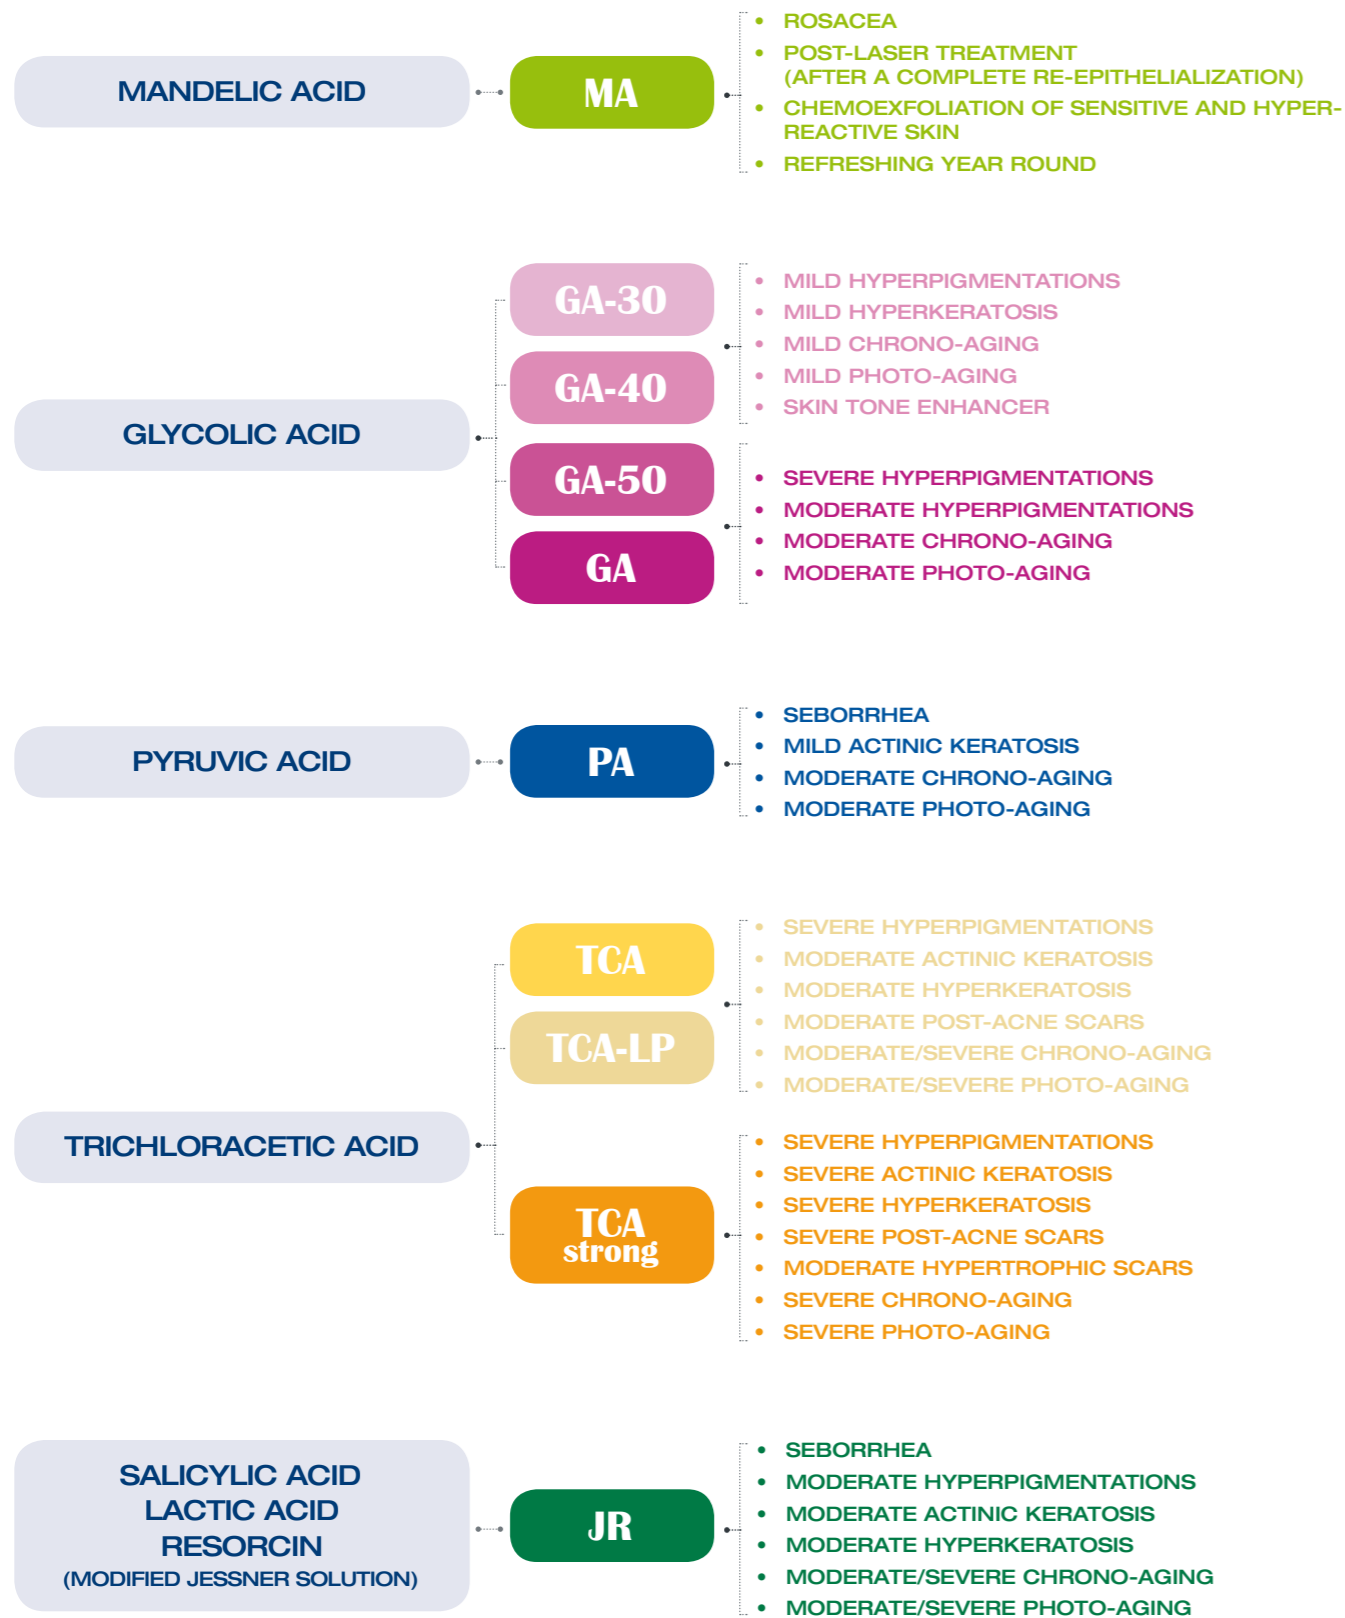 MANDELIC ACID
MA
• ROSACEA
• POST-LASER TREATMENT
(AFTER A COMPLETE RE-EPITHELIALIZATION)
• CHEMOEXFOLIATION OF SENSITIVE AND HYPER-
REACTIVE SKIN
• REFRESHING YEAR ROUND
GLYCOLIC ACID
GA-30
GA-40
• MILD HYPERPIGMENTATIONS
• MILD HYPERKERATOSIS
• MILD CHRONO-AGING
• MILD PHOTO-AGING
• SKIN TONE ENHANCER
GA-50
GA
• SEVERE HYPERPIGMENTATIONS
• MODERATE HYPERPIGMENTATIONS
• MODERATE CHRONO-AGING
• MODERATE PHOTO-AGING
PYRUVIC ACID
PA
• SEBORRHEA
• MILD ACTINIC KERATOSIS
• MODERATE CHRONO-AGING
• MODERATE PHOTO-AGING
TRICHLORACETIC ACID
TCA
TCA-LP
• SEVERE HYPERPIGMENTATIONS
• MODERATE ACTINIC KERATOSIS
• MODERATE HYPERKERATOSIS
• MODERATE POST-ACNE SCARS
• MODERATE/SEVERE CHRONO-AGING
• MODERATE/SEVERE PHOTO-AGING
TCA
strong
• SEVERE HYPERPIGMENTATIONS
• SEVERE ACTINIC KERATOSIS
• SEVERE HYPERKERATOSIS
• SEVERE POST-ACNE SCARS
• MODERATE HYPERTROPHIC SCARS
• SEVERE CHRONO-AGING
• SEVERE PHOTO-AGING
SALICYLIC ACID
LACTIC ACID
RESORCIN
(MODIFIED JESSNER SOLUTION)
JR
• SEBORRHEA
• MODERATE HYPERPIGMENTATIONS
• MODERATE ACTINIC KERATOSIS
• MODERATE HYPERKERATOSIS
• MODERATE/SEVERE CHRONO-AGING
• MODERATE/SEVERE PHOTO-AGING